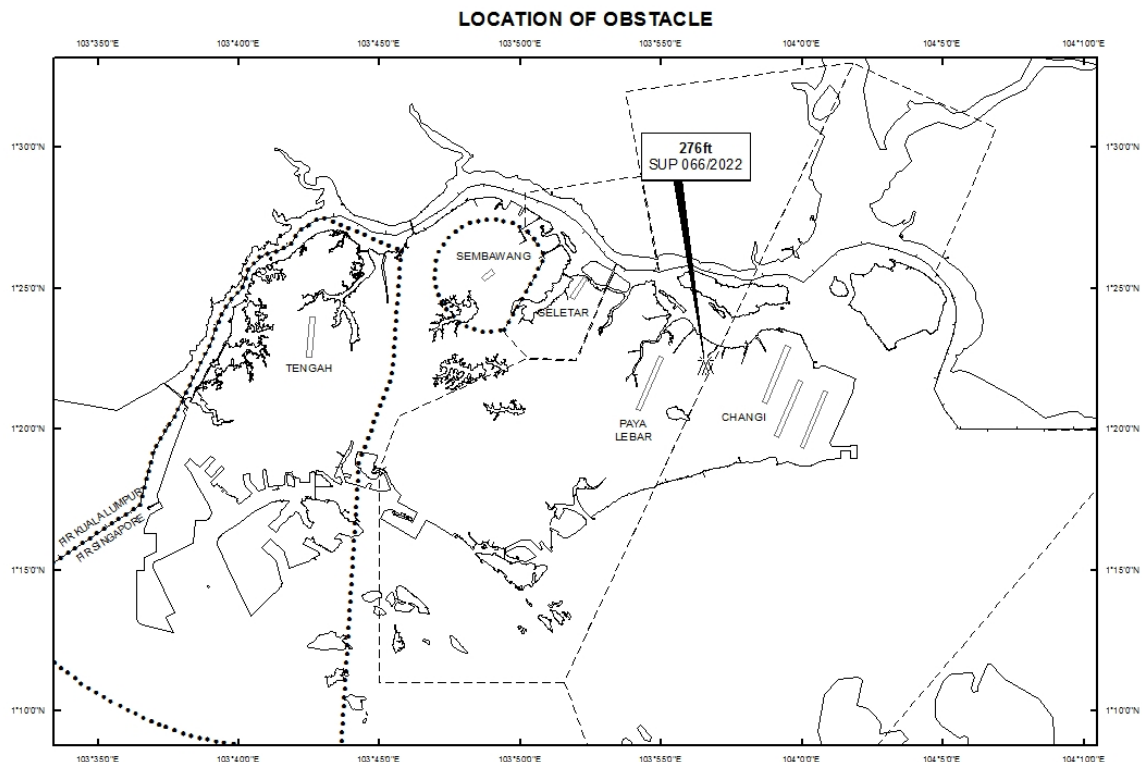 LOCATION OF OBSTACLE
103°35'0"E 103°40'0"E 103°45'0"E 103°50'0"E 103°55'0"E 104°0'0"E 104°5'0"E 104°10'0"E
1°30'0"N
1°30'0"N
276ft
SUP 066/2022
SEMBAWANG
1°25'0"N
1°25'0"N
SELETAR
TENGAH
PAYA
LEBAR
CHANGI
1°20'0"N
1°20'0"N
FIR KUALA LUMPUR
FIR SINGAPORE
1°15'0"N
1°15'0"N
1°10'0"N
1°10'0"N
103°35'0"E 103°40'0"E 103°45'0"E 103°50'0"E 103°55'0"E 104°0'0"E 104°5'0"E 104°10'0"E